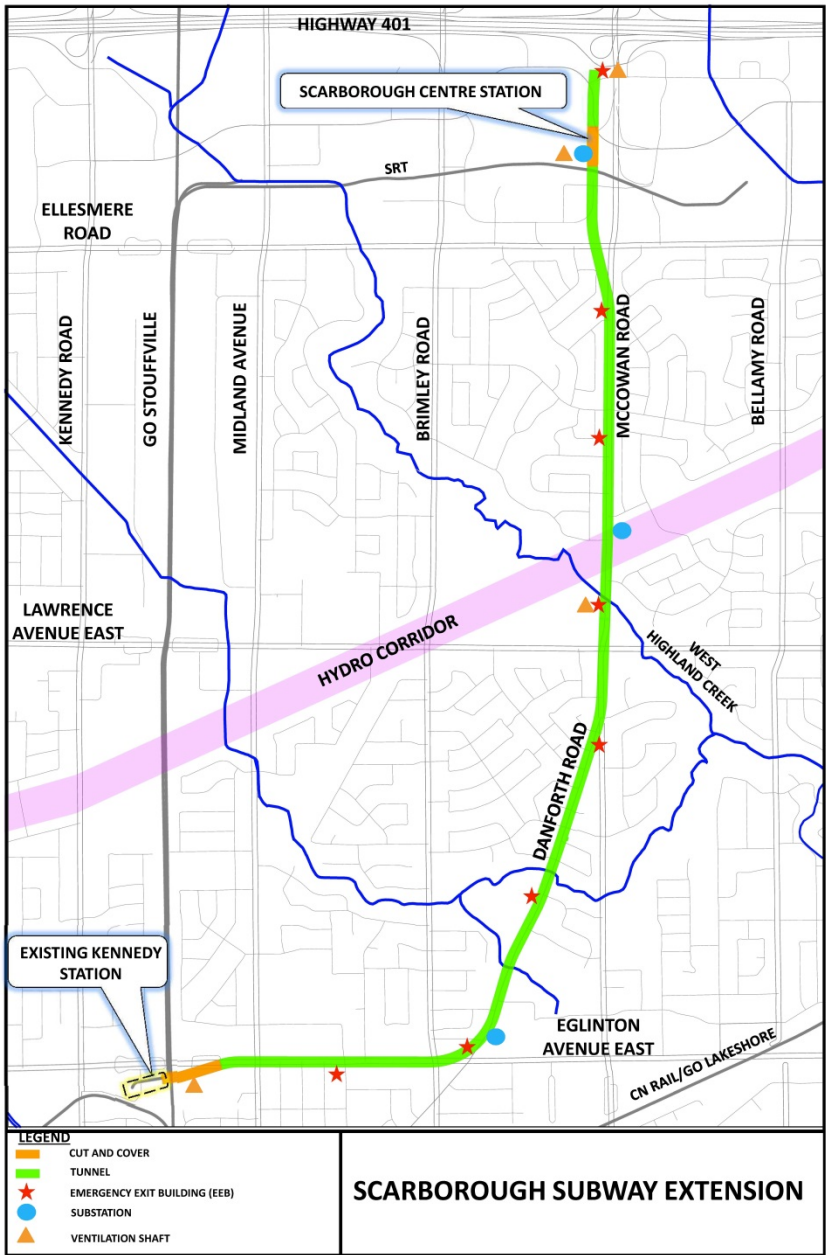 HIGHWAY 401
SCARBOROUGH CENTRE STATION
SRT
ELLESMERE
ROAD
KENNEDY ROAD
GO STOUFFVILLE
MIDLAND AVENUE
BRIMLEY ROAD
MCCOWAN ROAD
BELLAMY ROAD
LAWRENCE
AVENUE EAST
HYDRO CORRIDOR
WEST
HIGHLAND CREEK
DANFORTH ROAD
EXISTING KENNEDY
STATION
EGLINTON
AVENUE EAST
CN RAIL/GO LAKESHORE
LEGEND
CUT AND COVER
TUNNEL
EMERGENCY EXIT BUILDING (EEB)
SUBSTATION
VENTILATION SHAFT
SCARBOROUGH SUBWAY EXTENSION